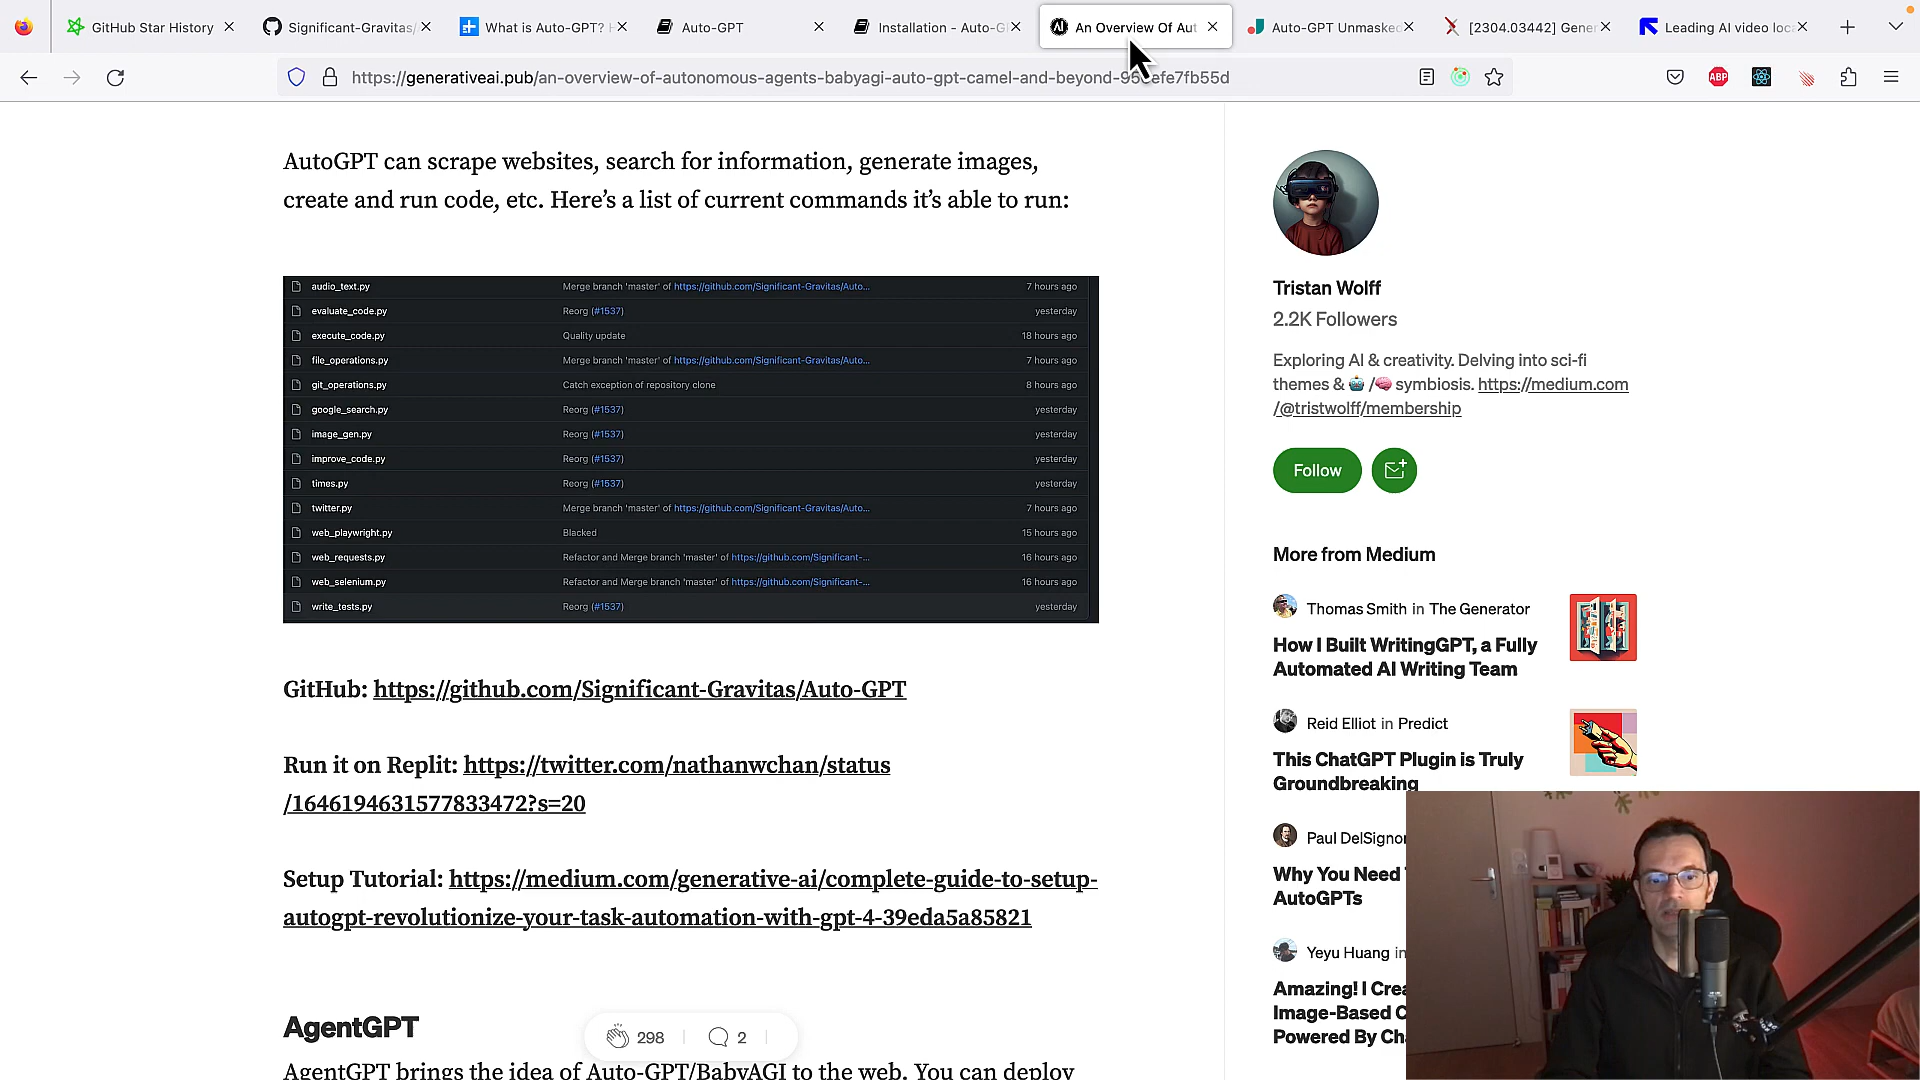 GitHub Star History
Significant-Gravitas/
What is Auto-GPT? H
Auto-GPT
Installation - Auto-G
An Overview Of Aut
Auto-GPT Unmasked
[2304.03442] Gener
Leading AI video loc
https://generativeai.pub/an-overview-of-autonomous-agents-babyagi-auto-gpt-camel-and-beyond-95 efe7fb55d
ABP
AutoGPT can scrape websites, search for information, generate images,
create and run code, etc. Here’s a list of current commands it’s able to run:
audio_text.py Merge branch 'master' of https://github.com/Significant-Gravitas/Auto... 7 hours ago
evaluate_code.py Reorg (#1537) yesterday
execute_code.py Quality update 18 hours ago
file_operations.py Merge branch 'master' of https://github.com/Significant-Gravitas/Auto... 7 hours ago
git_operations.py Catch exception of repository clone 8 hours ago
google_search.py Reorg (#1537) yesterday
image_gen.py Reorg (#1537) yesterday
improve_code.py Reorg (#1537) yesterday
times.py Reorg (#1537) yesterday
twitter.py Merge branch 'master' of https://github.com/Significant-Gravitas/Auto... 7 hours ago
web_playwright.py Blacked 15 hours ago
web_requests.py Refactor and Merge branch 'master' of https://github.com/Significant-... 16 hours ago
web_selenium.py Refactor and Merge branch 'master' of https://github.com/Significant-... 16 hours ago
write_tests.py Reorg (#1537) yesterday
GitHub: https://github.com/Significant-Gravitas/Auto-GPT
Run it on Replit: https://twitter.com/nathanwchan/status
/1646194631577833472?s=20
Setup Tutorial: https://medium.com/generative-ai/complete-guide-to-setup-
autogpt-revolutionize-your-task-automation-with-gpt-4-39eda5a85821
AgentGPT
298
2
AgentGPT brings the idea of Auto-GPT/BabyAGI to the web. You can deploy
Tristan Wolff
2.2K Followers
Exploring AI & creativity. Delving into sci-fi
themes & 🤖/🧠 symbiosis. https://medium.com
/@tristwolff/membership
Follow
More from Medium
Thomas Smith in The Generator
How I Built WritingGPT, a Fully
Automated AI Writing Team
Reid Elliot in Predict
This ChatGPT Plugin is Truly
Groundbreaking
Paul DelSignor
Why You Need
AutoGPTs
Yeyu Huang in
Amazing! I Crea
Image-Based C
Powered By Cha